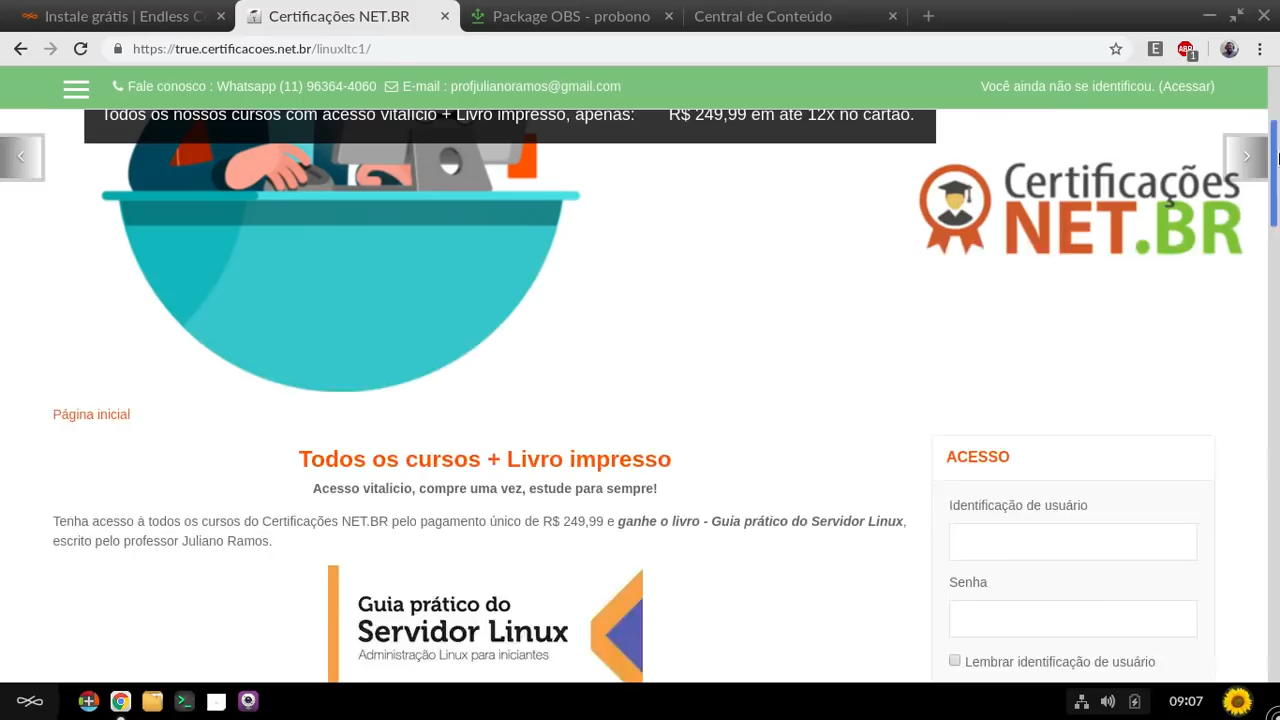 Instale grátis | Endless C
Certificações NET.BR
Package OBS - probono
Central de Conteúdo
https://true.certificacoes.net.br/linuxltc1/
E
ABP
1
Fale conosco : Whatsapp (11) 96364-4060
E-mail : profjulianoramos@gmail.com
Você ainda não se identificou. (Acessar)
Todos os nossos cursos com acesso vitalício + Livro impresso, apenas: R$ 249,99 em até 12x no cartão.
Certificações
NET.BR
Página inicial
Todos os cursos + Livro impresso
Acesso vitalicio, compre uma vez, estude para sempre!
Tenha acesso à todos os cursos do Certificações NET.BR pelo pagamento único de R$ 249,99 e ganhe o livro - Guia prático do Servidor Linux,
escrito pelo professor Juliano Ramos.
Guia prático do
Servidor Linux
Administração Linux para iniciantes
ACESSO
Identificação de usuário
Senha
Lembrar identificação de usuário
09:07